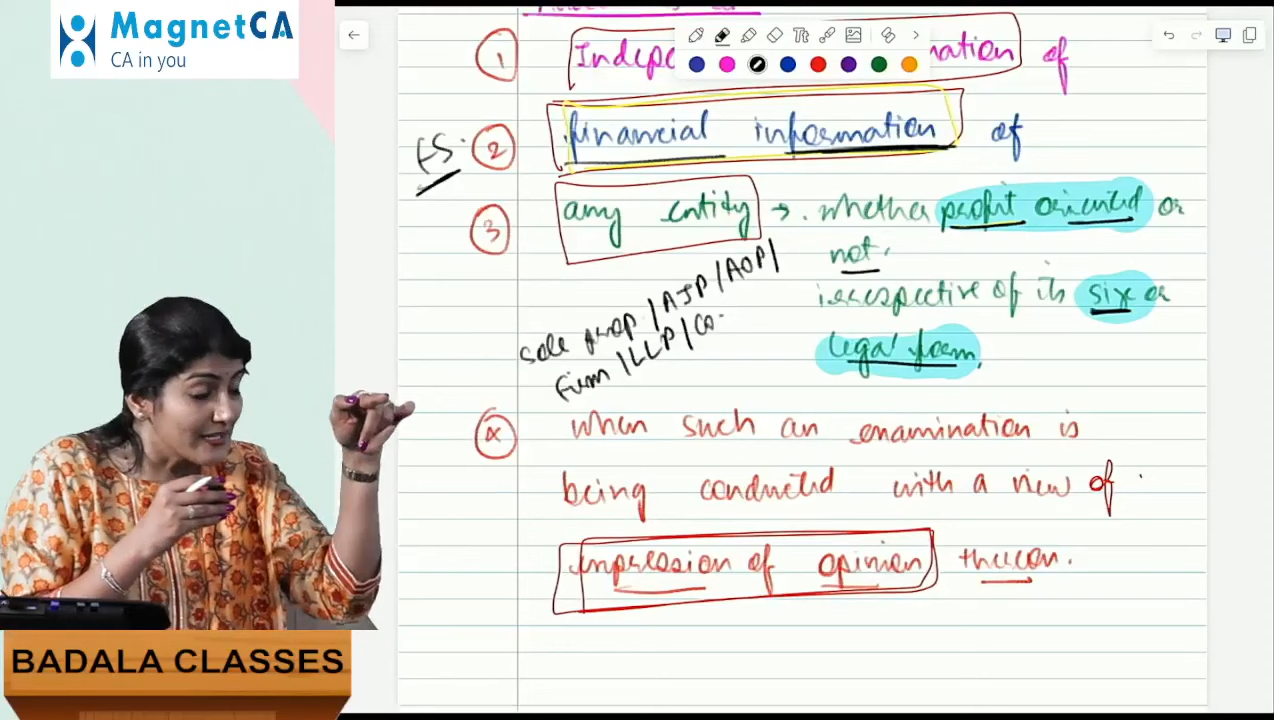 MagnetCA
CA in you
① Indepe nation of
FS. ② financial information of
③ any entity → whether profit oriented or
not.
irrespective of its size or
legal form.
sole prop / AJP / AOP /
Firm / LLP / Co.
④ when such an examination is
being conducted with a view of
expression of opinion thereon.
BADALA CLASSES